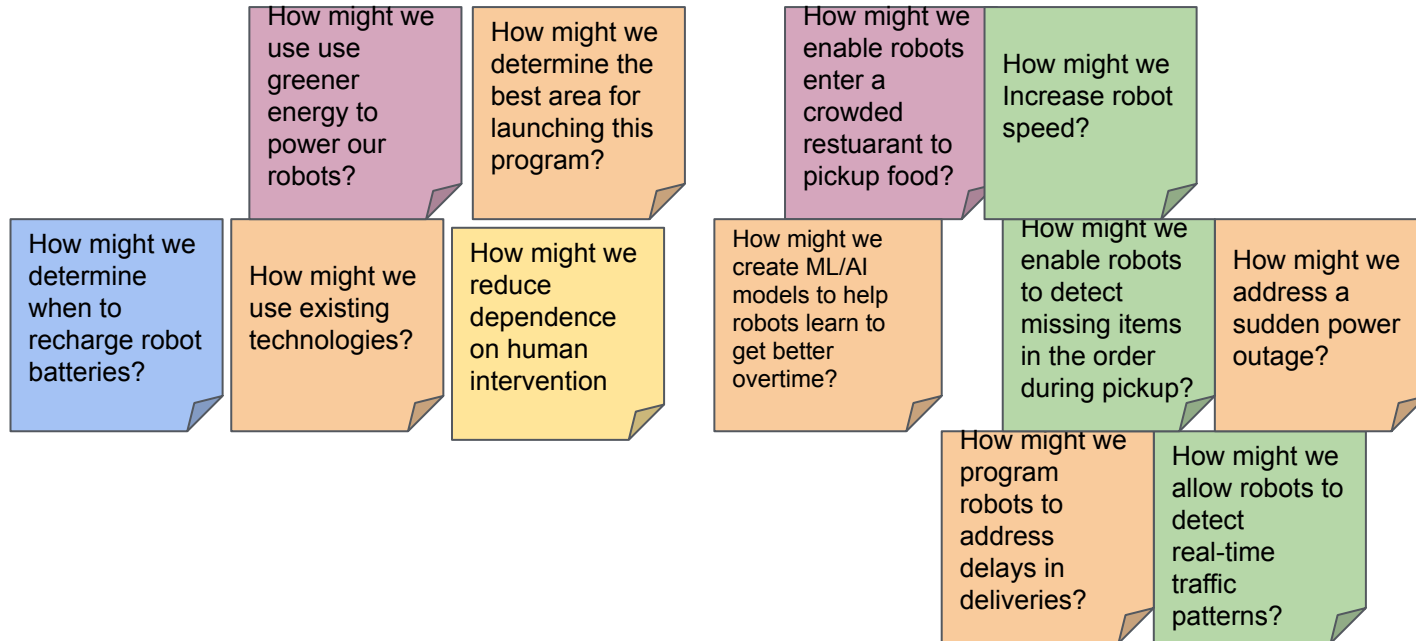 How might we
use use
greener
energy to
power our
robots?
How might we
determine the
best area for
launching this
program?
How might we
enable robots
enter a
crowded
restuarant to
pickup food?
How might we
Increase robot
speed?
How might we
determine
when to
recharge robot
batteries?
How might we
use existing
technologies?
How might we
reduce
dependence
on human
intervention
How might we
create ML/AI
models to help
robots learn to
get better
overtime?
How might we
enable robots
to detect
missing items
in the order
during pickup?
How might we
address a
sudden power
outage?
How might we
program
robots to
address
delays in
deliveries?
How might we
allow robots to
detect
real-time
traffic
patterns?